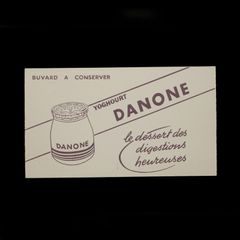 BUVARD A CONSERVER
YOGHOURT
DANONE
DANONE
le dessert des
digestions
heureuses